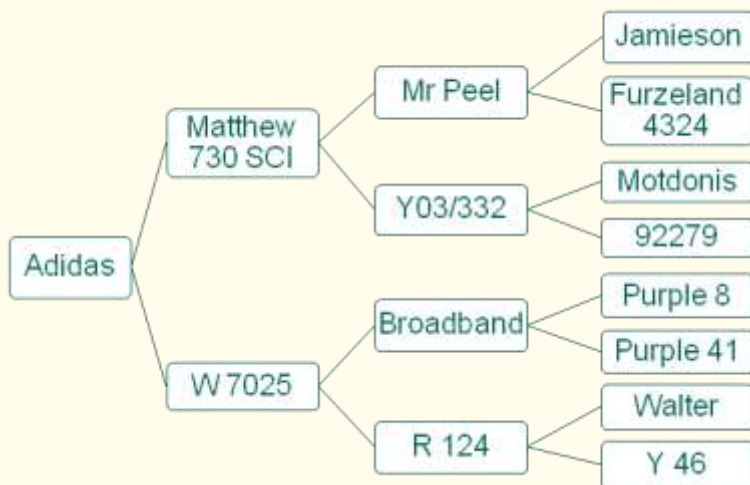 Adidas
Matthew
730 SCI
W 7025
Mr Peel
Y03/332
Broadband
R 124
Jamieson
Furzeland
4324
Motdonis
92279
Purple 8
Purple 41
Walter
Y 46